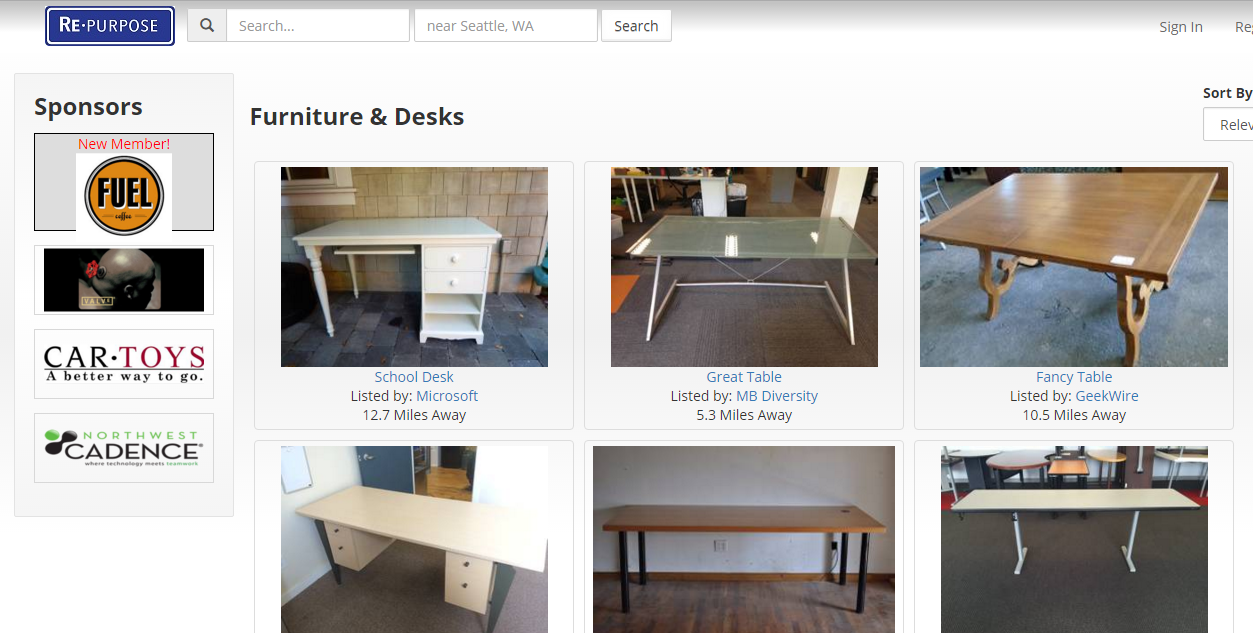 RE•PURPOSE
Search...
near Seattle, WA
Search
Sign In
Sponsors
New Member!
FUEL
coffee
VALVE
CAR•TOYS
A better way to go.
NORTHWEST
CADENCE
where technology meets teamwork
Sort By
Furniture & Desks
School Desk
Listed by: Microsoft
12.7 Miles Away
Great Table
Listed by: MB Diversity
5.3 Miles Away
Fancy Table
Listed by: GeekWire
10.5 Miles Away